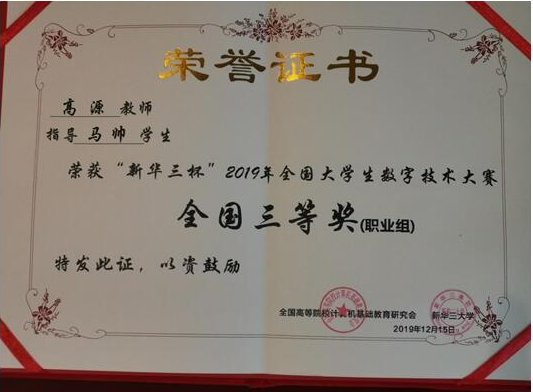 荣誉证书
高源 教师
指导 马帅 学生
荣获“新华三杯”2019年全国大学生数字技术大赛
全国三等奖(职业组)
特发此证，以资鼓励
全国高等院校计算机基础教育研究会 新华三大学
2019年12月15日